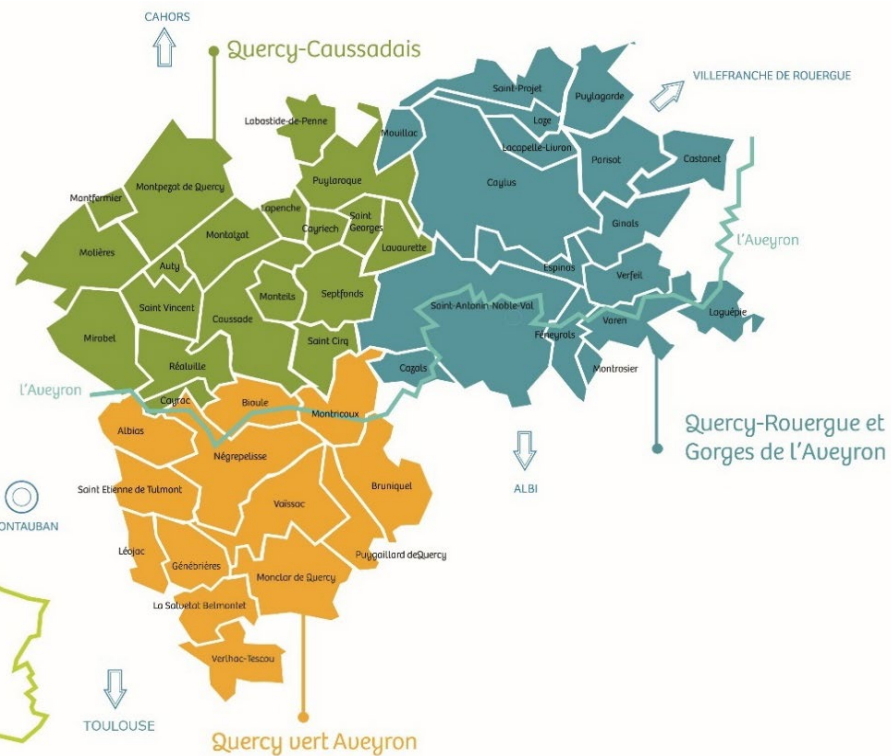 CAHORS
Quercy-Caussadais
VILLEFRANCHE DE ROUERGUE
Saint-Projet
Puylagarde
Labastide-de-Penne
Mouillac
Loze
Lacapelle-Livron
Parisot
Castanet
Puylaroque
Caylus
Montpezat de Quercy
Montfermier
Lapenche
Cayriech
Saint
Georges
Ginals
Montalzat
Lavaurette
l'Aveyron
Molières
Auty
Espinas
Verfeil
Monteils
Septfonds
Saint Vincent
Saint-Antonin-Noble-Val
Laguépie
Caussade
Varen
Mirabel
Saint Cirq
Féneyrols
Réalville
Cazals
Montrosier
l'Aveyron
Cayrac
Bioule
Montricoux
Quercy-Rouergue et
Gorges de l'Aveyron
Albias
Négrepelisse
ALBI
Saint Etienne de Tulmont
Bruniquel
Vaïssac
ONTAUBAN
Léojac
Puygaillard deQuercy
Génébrières
Monclar de Quercy
La Salvetat Belmontet
Verlhac-Tescou
TOULOUSE
Quercy vert Aveyron